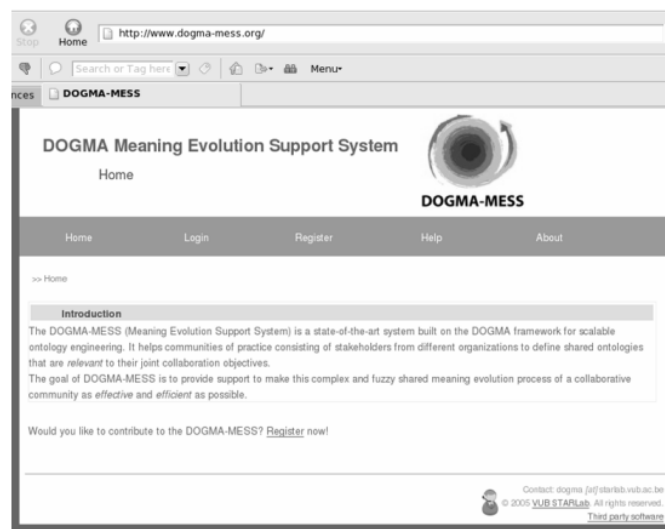 Stop
Home
http://www.dogma-mess.org/
Search or Tag here
Menu
nces
DOGMA-MESS
DOGMA Meaning Evolution Support System
Home
DOGMA-MESS
Home Login Register Help About
>> Home
Introduction
The DOGMA-MESS (Meaning Evolution Support System) is a state-of-the-art system built on the DOGMA framework for scalable
ontology engineering. It helps communities of practice consisting of stakeholders from different organizations to define shared ontologies
that are relevant to their joint collaboration objectives.
The goal of DOGMA-MESS is to provide support to make this complex and fuzzy shared meaning evolution process of a collaborative
community as effective and efficient as possible.
Would you like to contribute to the DOGMA-MESS? Register now!
Contact: dogma [at] starlab.vub.ac.be
© 2005 VUB STARLab. All rights reserved.
Third party software